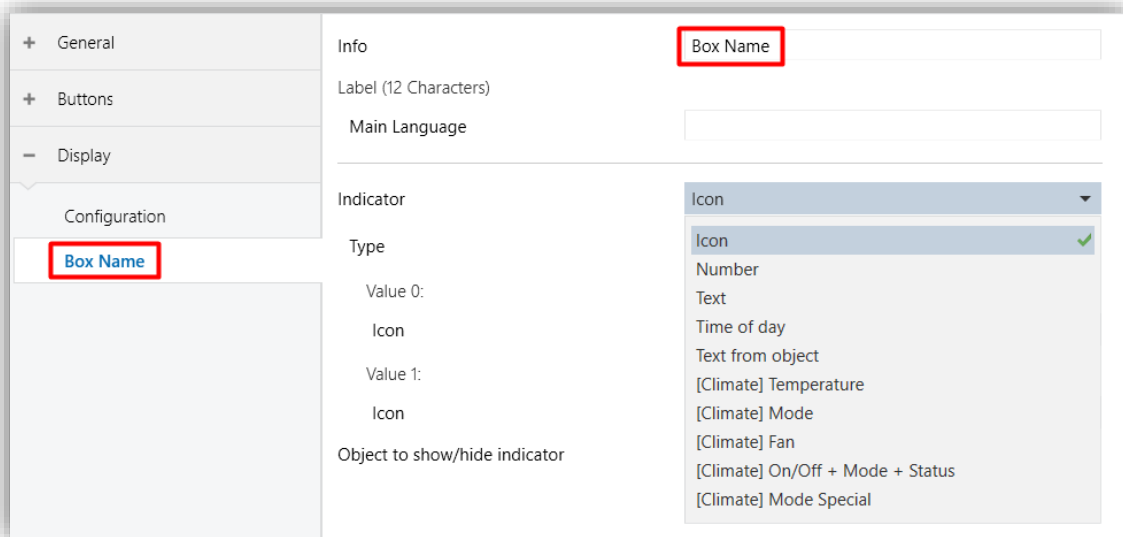 General
Buttons
Display
Configuration
Box Name
Info
Box Name
Label (12 Characters)
Main Language
Indicator
Icon
Type
Value 0:
Icon
Value 1:
Icon
Object to show/hide indicator
Icon
Number
Text
Time of day
Text from object
[Climate] Temperature
[Climate] Mode
[Climate] Fan
[Climate] On/Off + Mode + Status
[Climate] Mode Special